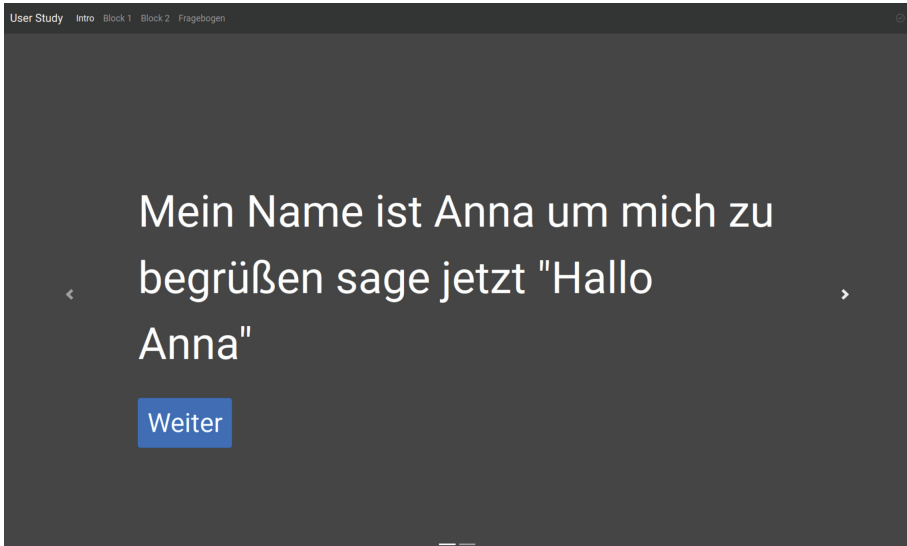 User Study Intro Block 1 Block 2 Fragebogen
Mein Name ist Anna um mich zu
begrüßen sage jetzt "Hallo
Anna"
Weiter